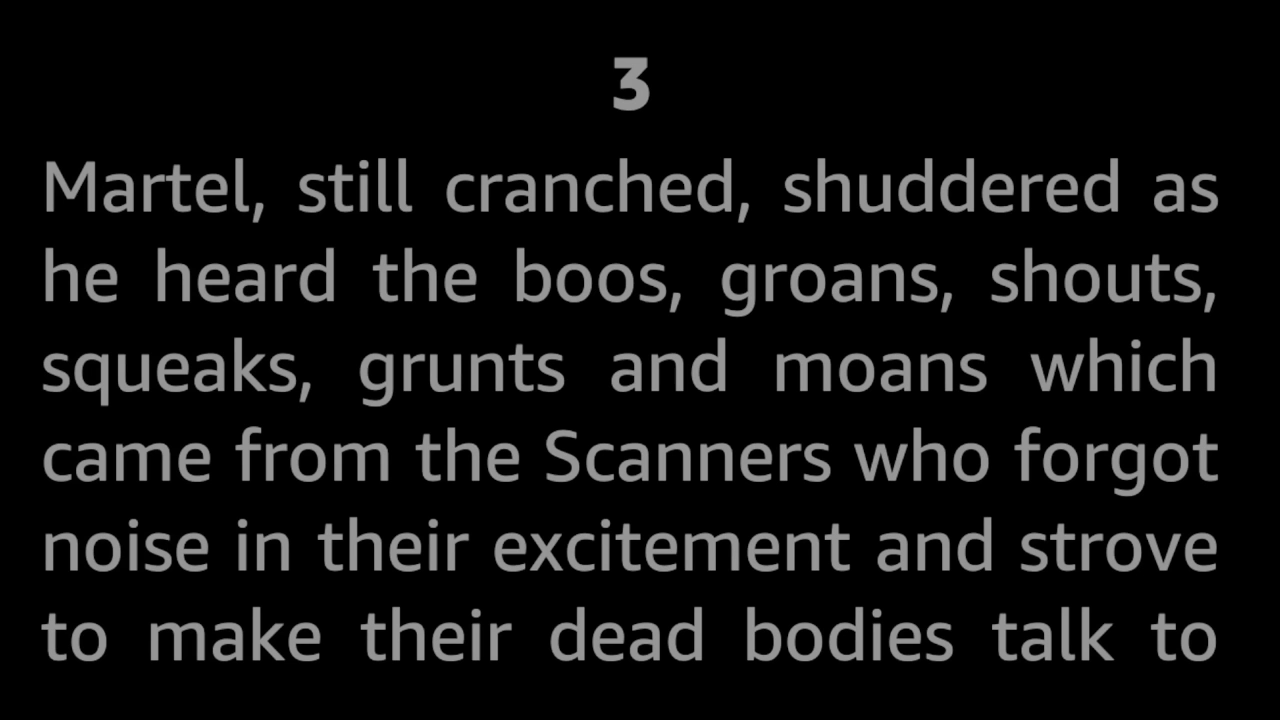 3
Martel, still cranched, shuddered as
he heard the boos, groans, shouts,
squeaks, grunts and moans which
came from the Scanners who forgot
noise in their excitement and strove
to make their dead bodies talk to